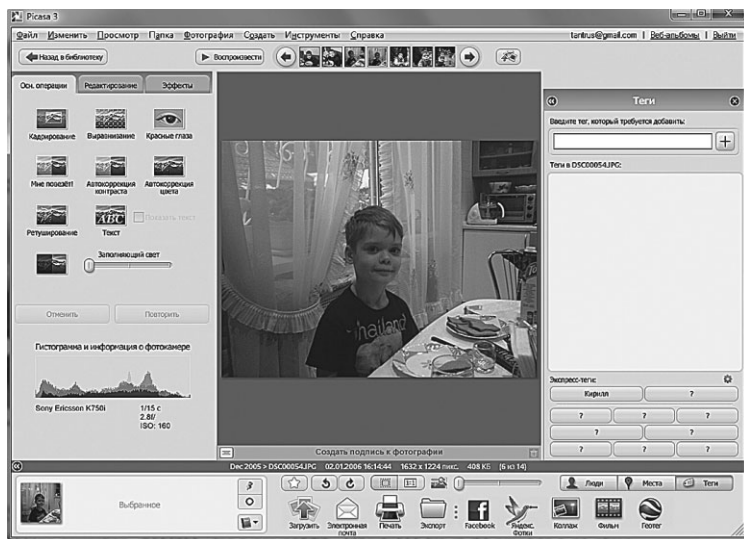 Picasa 3
Файл Изменить Просмотр Папка Фотография Создать Инструменты Справка
tantrus@gmail.com | Веб-альбомы | Выйти
Назад в библиотеку
Воспроизвести
Осн. операции Редактирование Эффекты
Кадрирование Выравнивание Красные глаза
Мне повезёт! Автокоррекция контраста Автокоррекция цвета
Ретуширование Текст Показать текст
ABC
Заполняющий свет
Отменить Повторить
Гистограмма и информация о фотокамере
Sony Ericsson K750i 1/15 с
2.8f/
ISO: 160
Thailand
Создать подпись к фотографии
Теги
Введите тег, который требуется добавить:
Теги в DSC00054.JPG:
Экспресс-теги:
Кирилл ?
? ? ?
? ?
? ? ?
Dec 2005 > DSC00054.JPG 02.01.2006 16:14:44 1632 x 1224 пикс. 408 КБ (6 из 14)
Выбранное
1:1
Люди Места Теги
Загрузить Электронная почта Печать Экспорт Facebook Яндекс.Фотки Коллаж Фильм Геотег